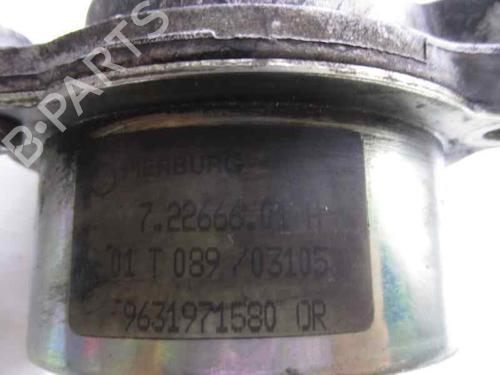 B-PARTS
PIERBURG
7.22666.01 H
01 T 089 /03105
9631971580 OR